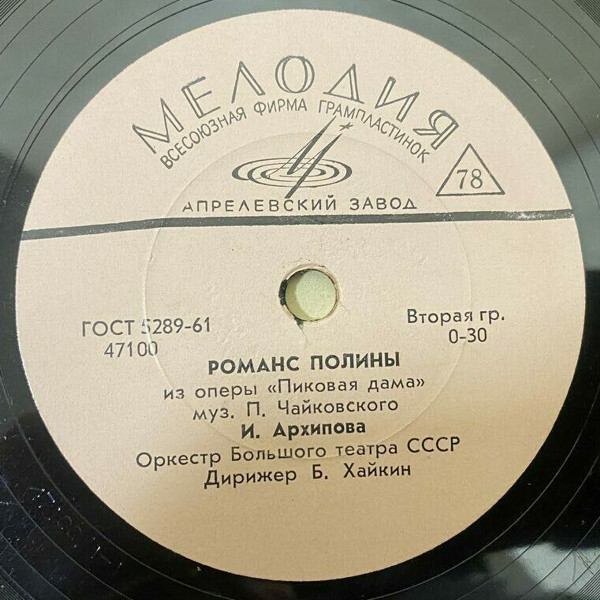 МЕЛОДИЯ
ВСЕСОЮЗНАЯ ФИРМА ГРАМПЛАСТИНОК
78
АПРЕЛЕВСКИЙ ЗАВОД
ГОСТ 5289-61
47100
Вторая гр.
0-30
РОМАНС ПОЛИНЫ
из оперы «Пиковая дама»
муз. П. Чайковского
И. Архипова
Оркестр Большого театра СССР
Дирижер Б. Хайкин